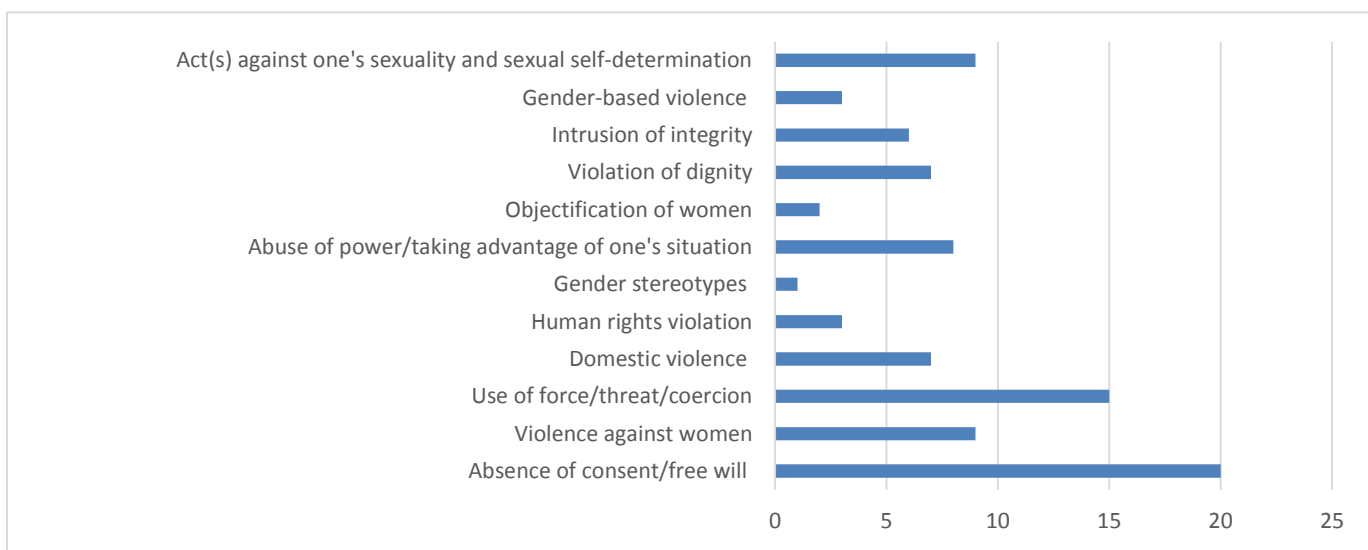 Act(s) against one's sexuality and sexual self-determination
Gender-based violence
Intrusion of integrity
Violation of dignity
Objectification of women
Abuse of power/taking advantage of one's situation
Gender stereotypes
Human rights violation
Domestic violence
Use of force/threat/coercion
Violence against women
Absence of consent/free will
0 5 10 15 20 25